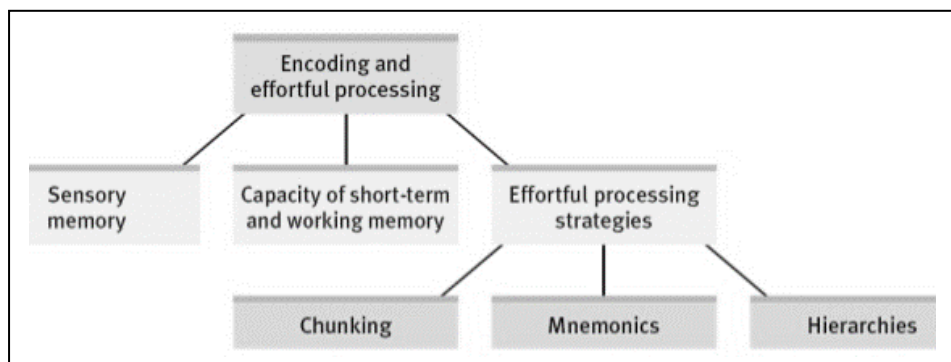 Encoding and
effortful processing
Sensory
memory
Capacity of short-term
and working memory
Effortful processing
strategies
Chunking
Mnemonics
Hierarchies